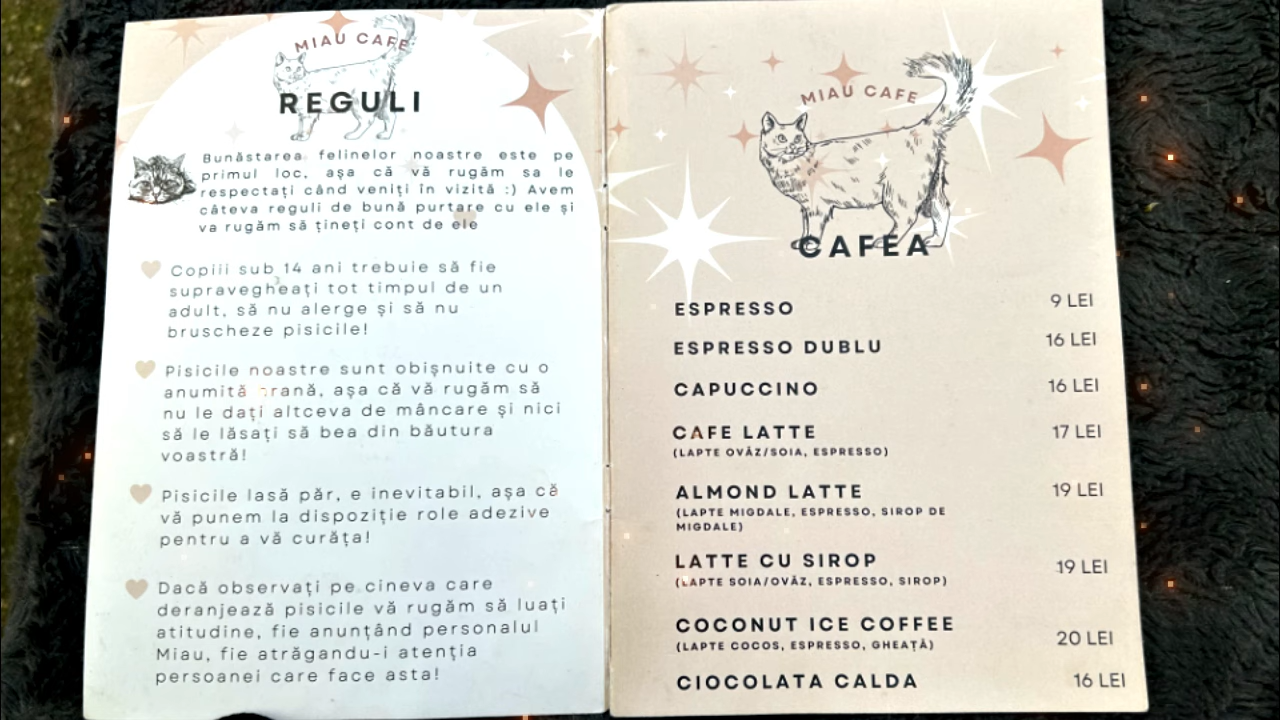 MIAU CAFE
REGULI
Bunăstarea felinelor noastre este pe
primul loc, așa că vă rugăm sa le
respectați când veniți în vizită :) Avem
câteva reguli de bună purtare cu ele și
va rugăm să țineți cont de ele
Copiii sub 14 ani trebuie să fie
supravegheați tot timpul de un
adult, să nu alerge și să nu
bruscheze pisicile!
Pisicile noastre sunt obișnuite cu o
anumită hrană, așa că vă rugăm să
nu le dați altceva de mâncare și nici
să le lăsați să bea din băutura
voastră!
Pisicile lasă păr, e inevitabil, așa că
vă punem la dispoziție role adezive
pentru a vă curăța!
Dacă observați pe cineva care
deranjează pisicile vă rugăm să luați
atitudine, fie anunțând personalul
Miau, fie atrăgandu-i atenția
persoanei care face asta!
MIAU CAFE
CAFEA
ESPRESSO 9 LEI
ESPRESSO DUBLU 16 LEI
CAPUCCINO 16 LEI
CAFE LATTE 17 LEI
(LAPTE OVĂZ/SOIA, ESPRESSO)
ALMOND LATTE 19 LEI
(LAPTE MIGDALE, ESPRESSO, SIROP DE
MIGDALE)
LATTE CU SIROP 19 LEI
(LAPTE SOIA/OVĂZ, ESPRESSO, SIROP)
COCONUT ICE COFFEE 20 LEI
(LAPTE COCOS, ESPRESSO, GHEAȚĂ)
CIOCOLATA CALDA 16 LEI